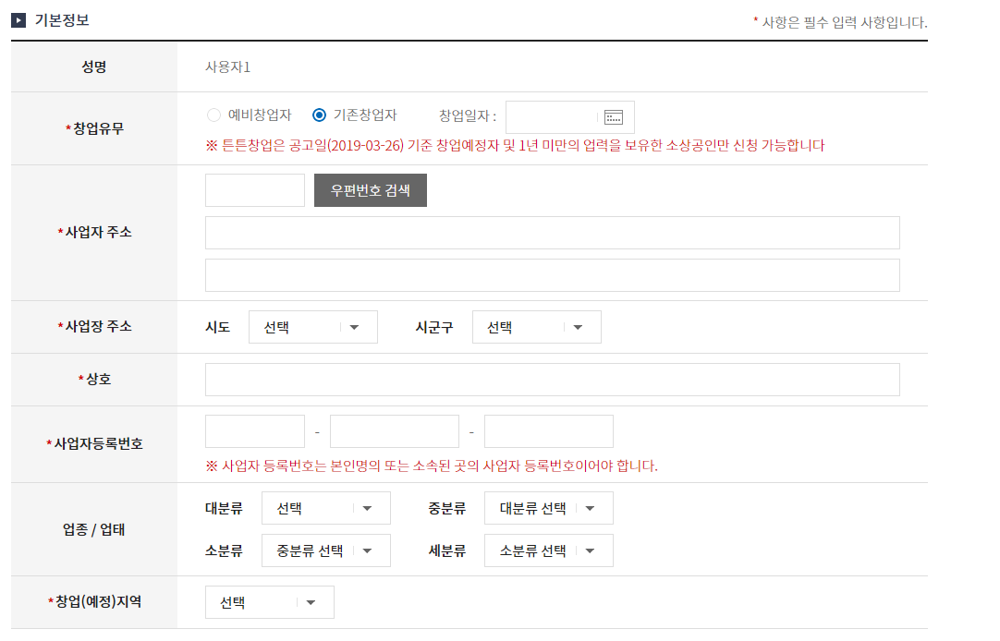 기본정보
* 사항은 필수 입력 사항입니다.
성명 사용자1
*창업유무 예비창업자 기존창업자 창업일자 :
※ 튼튼창업은 공고일(2019-03-26) 기준 창업예정자 및 1년 미만의 업력을 보유한 소상공인만 신청 가능합니다
우편번호 검색
*사업자 주소
*사업장 주소 시도 선택 시군구 선택
*상호
*사업자등록번호 - -
※ 사업자 등록번호는 본인명의 또는 소속된 곳의 사업자 등록번호이어야 합니다.
업종 / 업태
대분류 선택 중분류 대분류 선택
소분류 중분류 선택 세분류 소분류 선택
*창업(예정)지역 선택